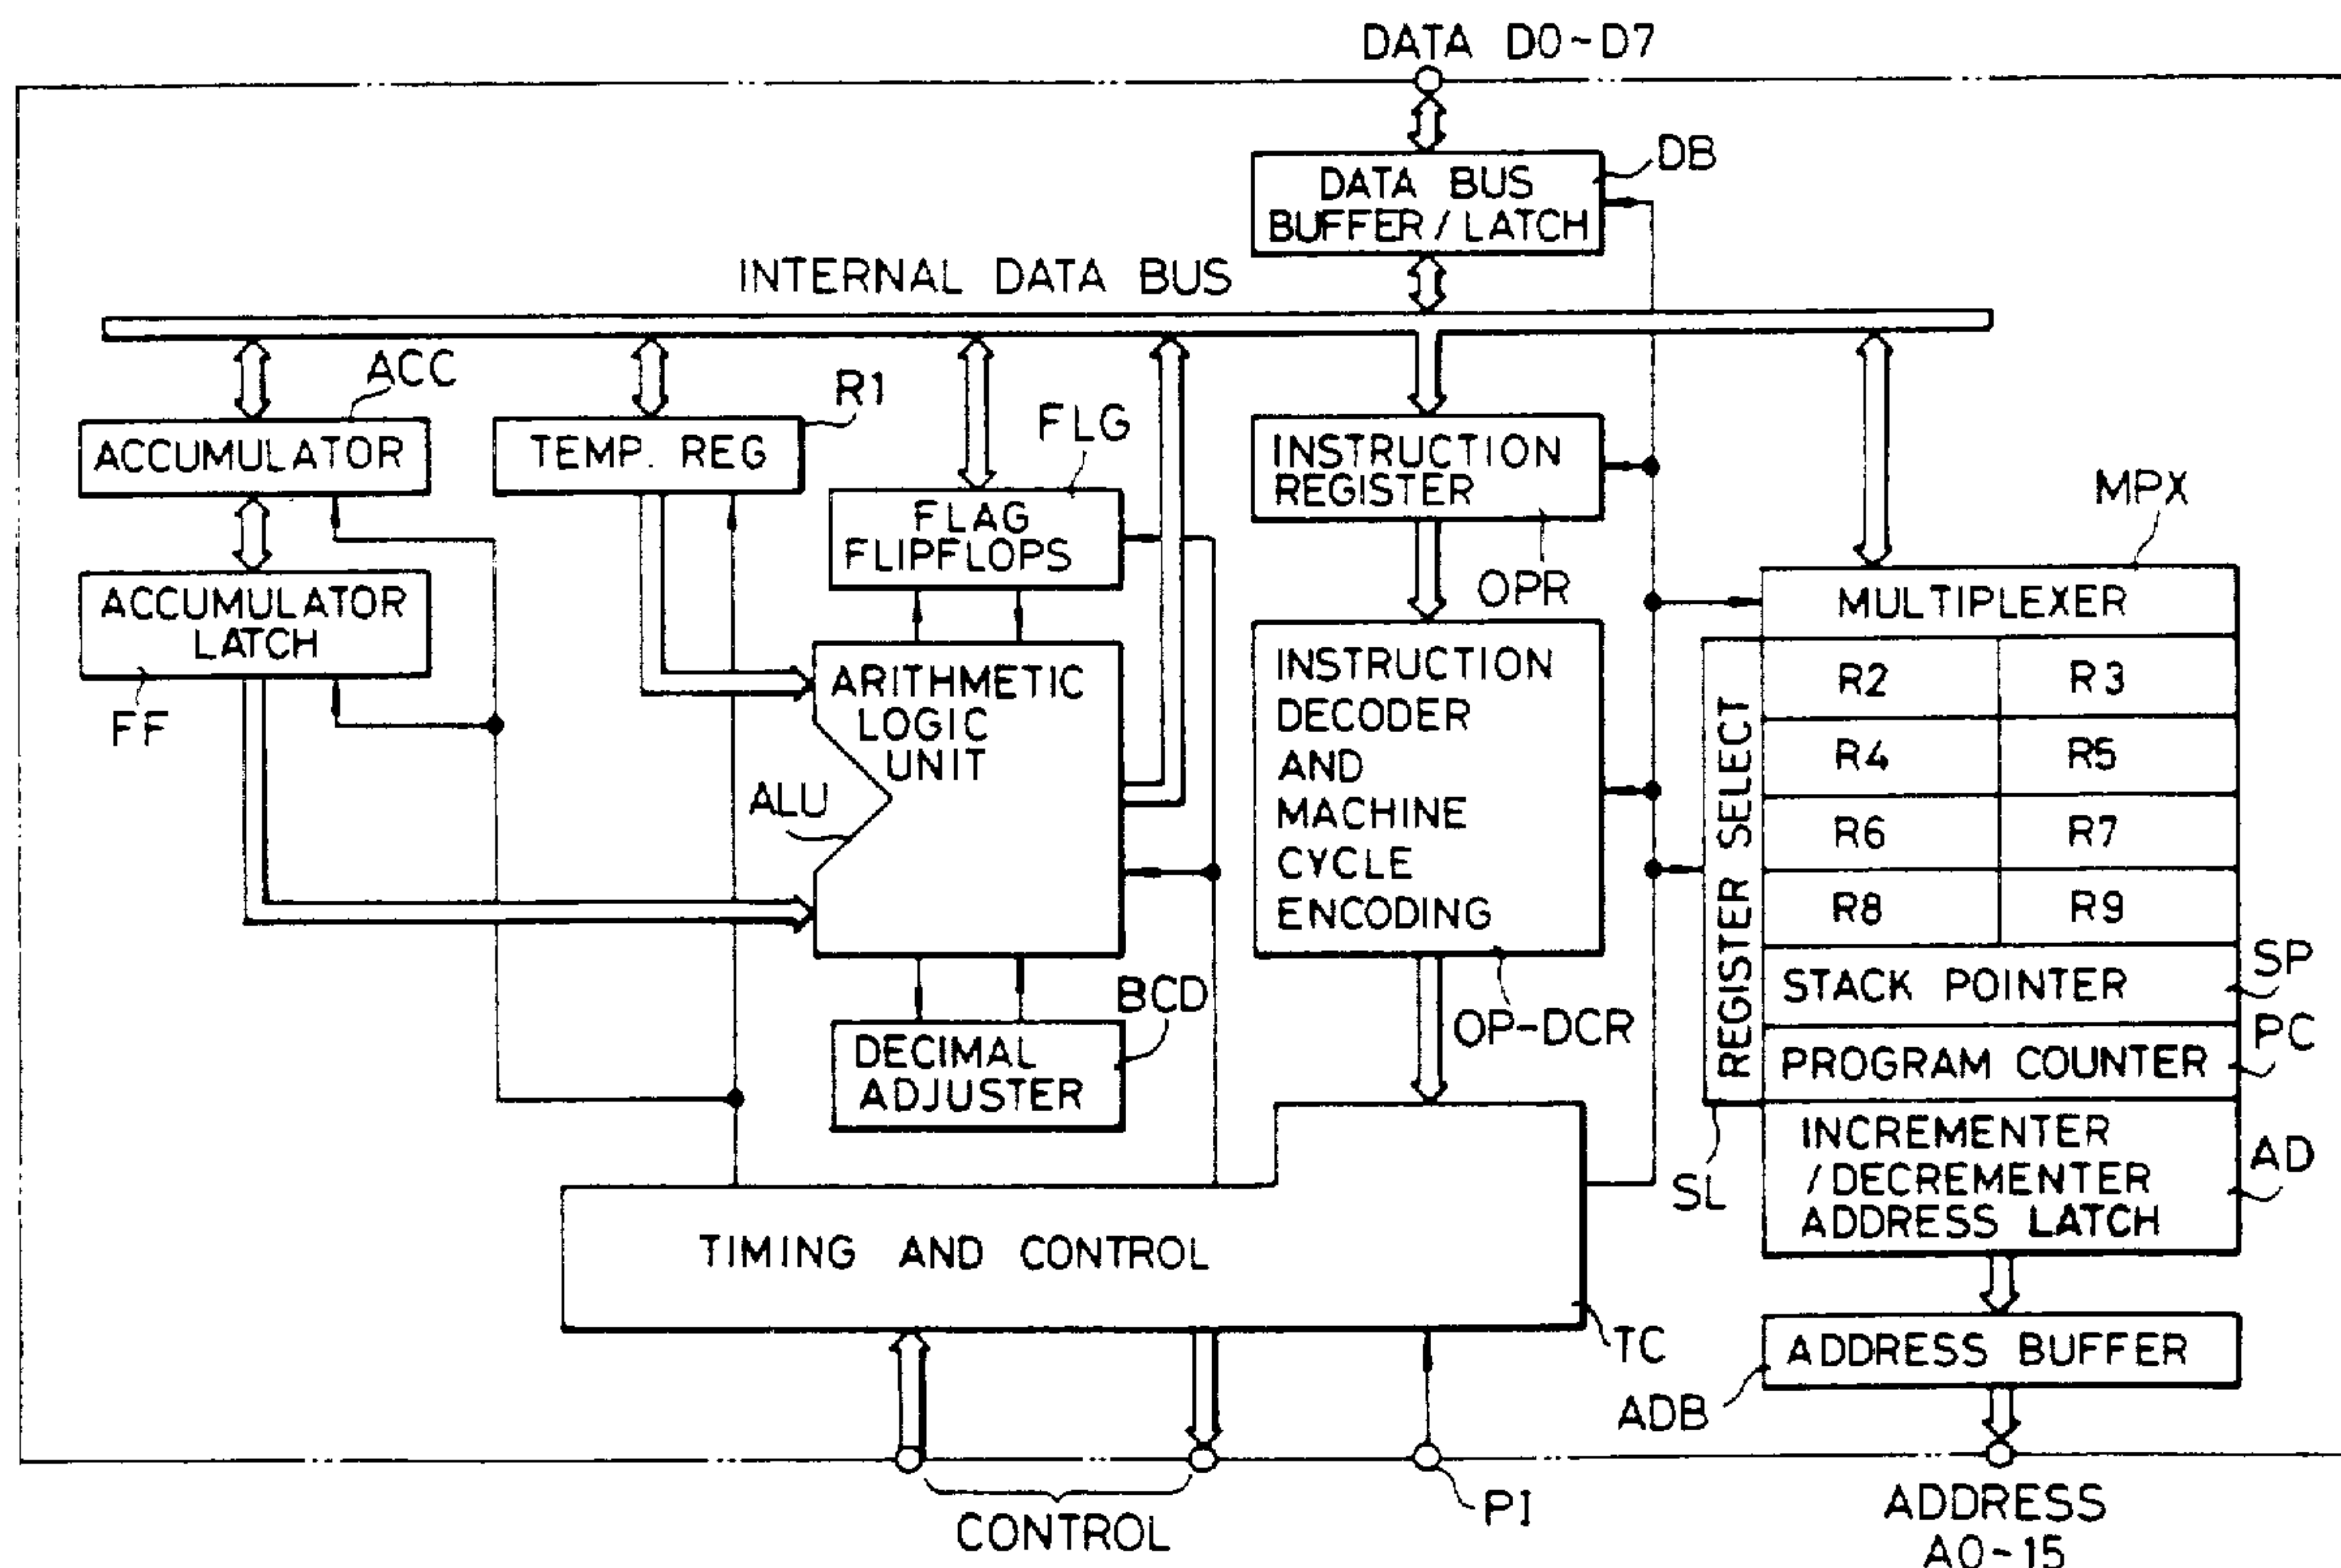 DATA D0~D7
DB
DATA BUS
BUFFER / LATCH
INTERNAL DATA BUS
ACC
R1
FLG
ACCUMULATOR
TEMP. REG
INSTRUCTION
REGISTER
MPX
FLAG
FLIPFLOPS
OPR
ACCUMULATOR
LATCH
FF
MULTIPLEXER
ARITHMETIC
LOGIC
UNIT
ALU
INSTRUCTION
DECODER
AND
MACHINE
CYCLE
ENCODING
REGISTER SELECT
R2 R3
R4 R5
R6 R7
R8 R9
STACK POINTER
SP
PROGRAM COUNTER
PC
BCD
OP-DCR
DECIMAL
ADJUSTER
INCREMENTER
/DECREMENTER
ADDRESS LATCH
AD
SL
TIMING AND CONTROL
TC
ADDRESS BUFFER
ADB
CONTROL
PI
ADDRESS
A0~15